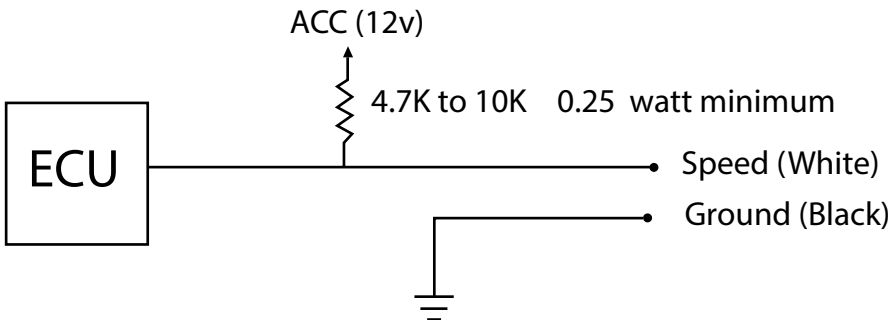 ACC (12v)
4.7K to 10K 0.25 watt minimum
ECU
Speed (White)
Ground (Black)